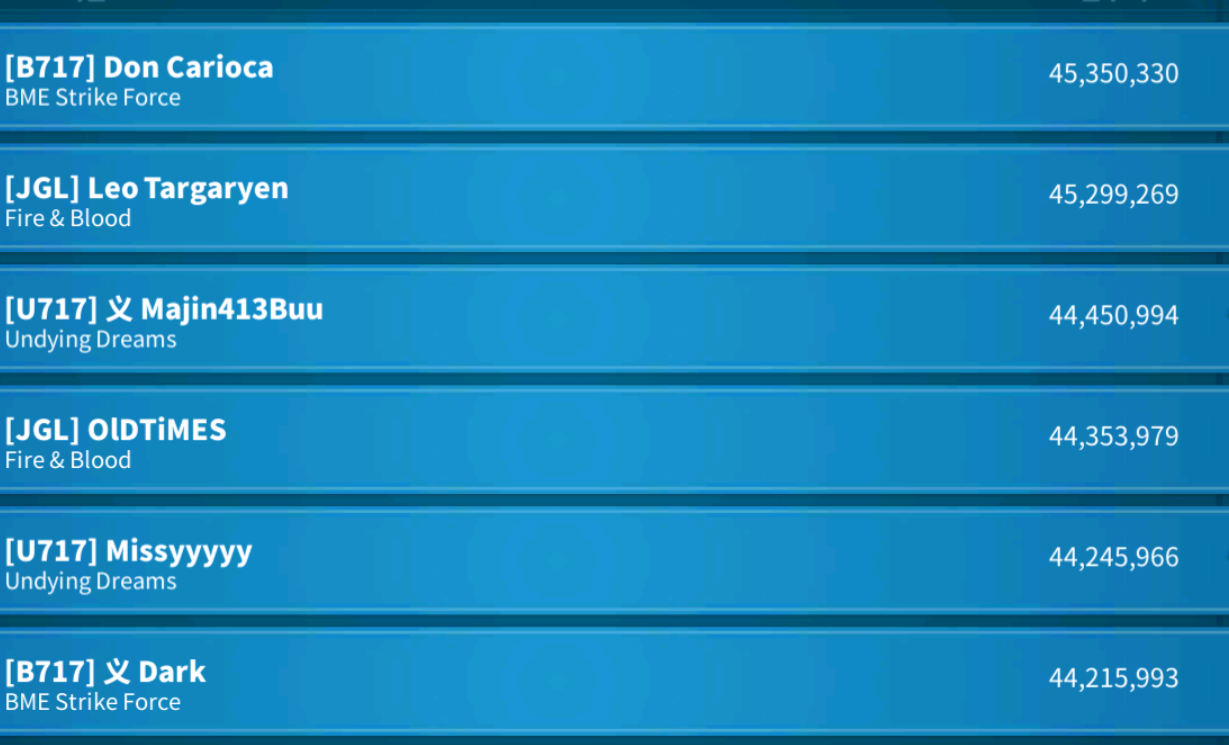 [B717] Don Carioca
BME Strike Force
45,350,330
[JGL] Leo Targaryen
Fire & Blood
45,299,269
[U717] 义 Majin413Buu
Undying Dreams
44,450,994
[JGL] OlDTiMES
Fire & Blood
44,353,979
[U717] Missyyyyy
Undying Dreams
44,245,966
[B717] 义 Dark
BME Strike Force
44,215,993